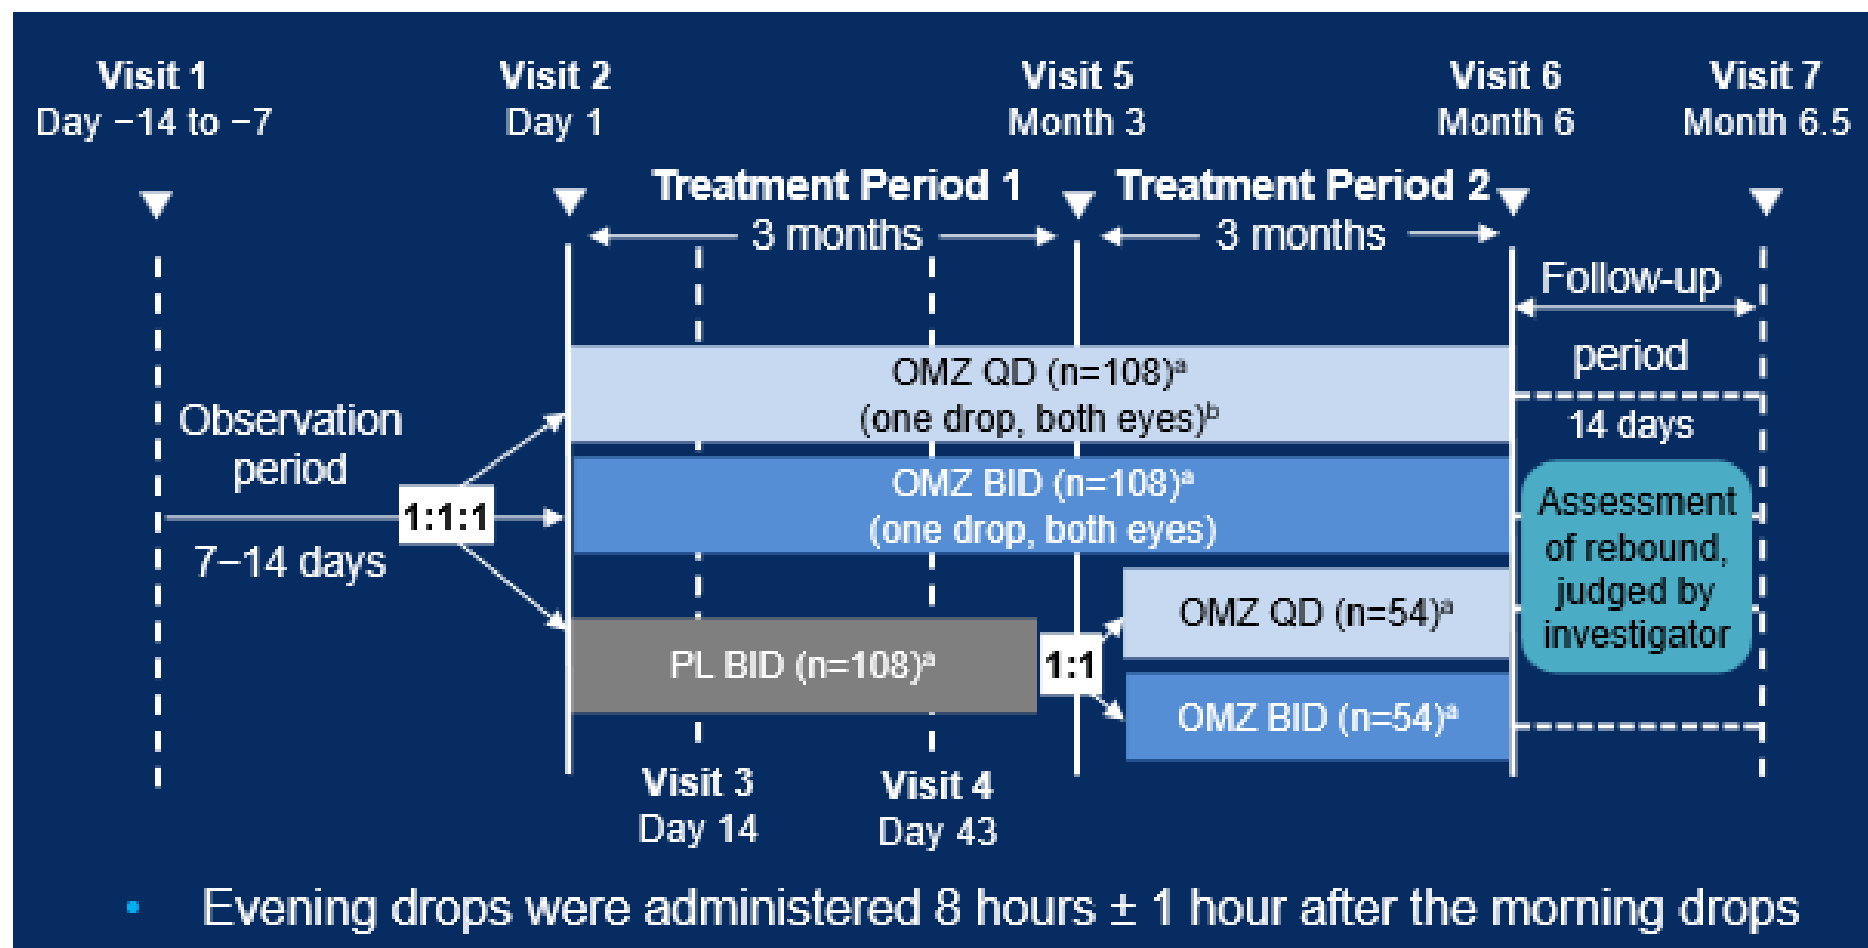 Visit 1
Day −14 to −7
Visit 2
Day 1
Visit 5
Month 3
Visit 6
Month 6
Visit 7
Month 6.5
Treatment Period 1
3 months
Treatment Period 2
3 months
Follow-up
period
14 days
Observation
period
7–14 days
1:1:1
OMZ QD (n=108)ᵃ
(one drop, both eyes)ᵇ
OMZ BID (n=108)ᵃ
(one drop, both eyes)
PL BID (n=108)ᵃ
1:1
OMZ QD (n=54)ᵃ
OMZ BID (n=54)ᵃ
Assessment
of rebound,
judged by
investigator
Visit 3
Day 14
Visit 4
Day 43
• Evening drops were administered 8 hours ± 1 hour after the morning drops